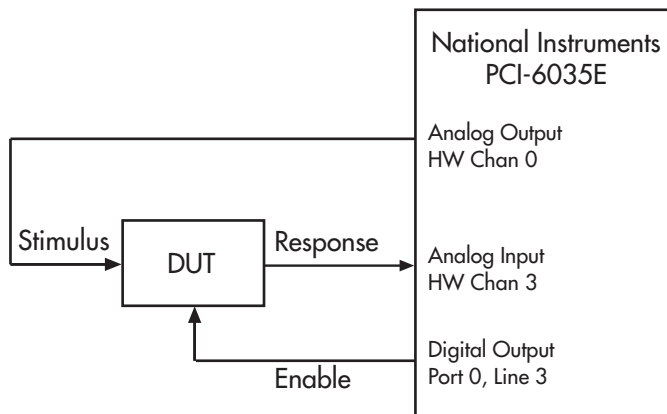 National Instruments
PCI-6035E
Analog Output
HW Chan 0
Stimulus
DUT
Response
Analog Input
HW Chan 3
Enable
Digital Output
Port 0, Line 3